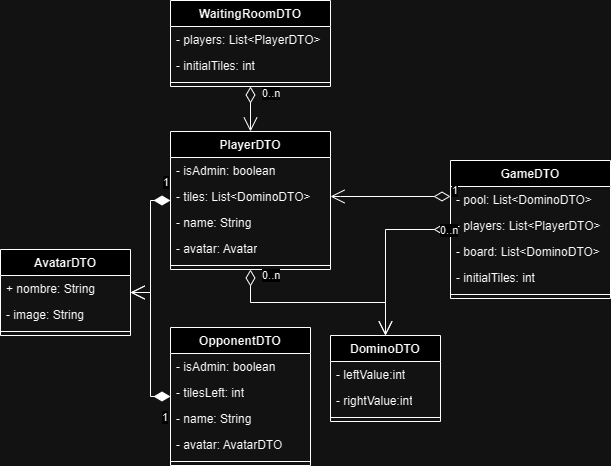 WaitingRoomDTO
- players: List<PlayerDTO>
- initialTiles: int
0..n
PlayerDTO
- isAdmin: boolean
- tiles: List<DominoDTO>
- name: String
- avatar: Avatar
1
0..n
GameDTO
- pool: List<DominoDTO>
- players: List<PlayerDTO>
- board: List<DominoDTO>
- initialTiles: int
1
0..n
AvatarDTO
+ nombre: String
- image: String
OpponentDTO
- isAdmin: boolean
- tilesLeft: int
- name: String
- avatar: AvatarDTO
1
DominoDTO
- leftValue:int
- rightValue:int